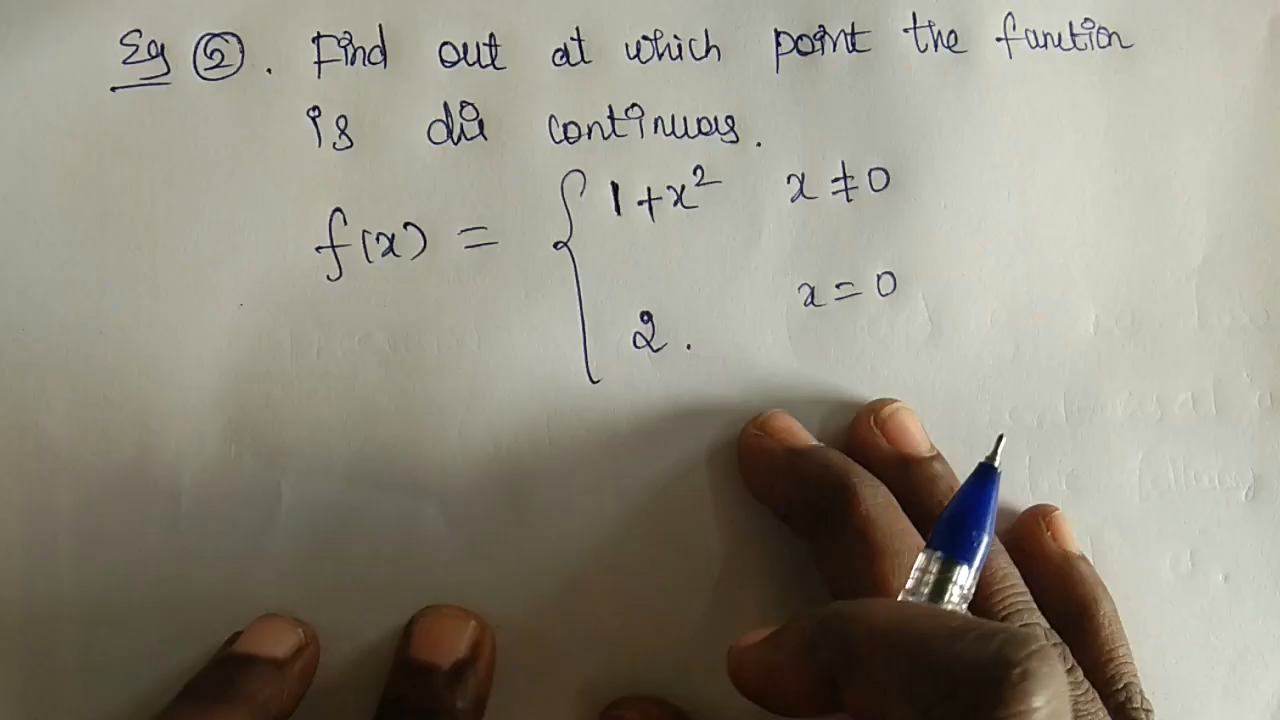 Eg ②. Find out at which point the function
is dis continuous.
f(x) = { 1+x² x≠0
2. x=0